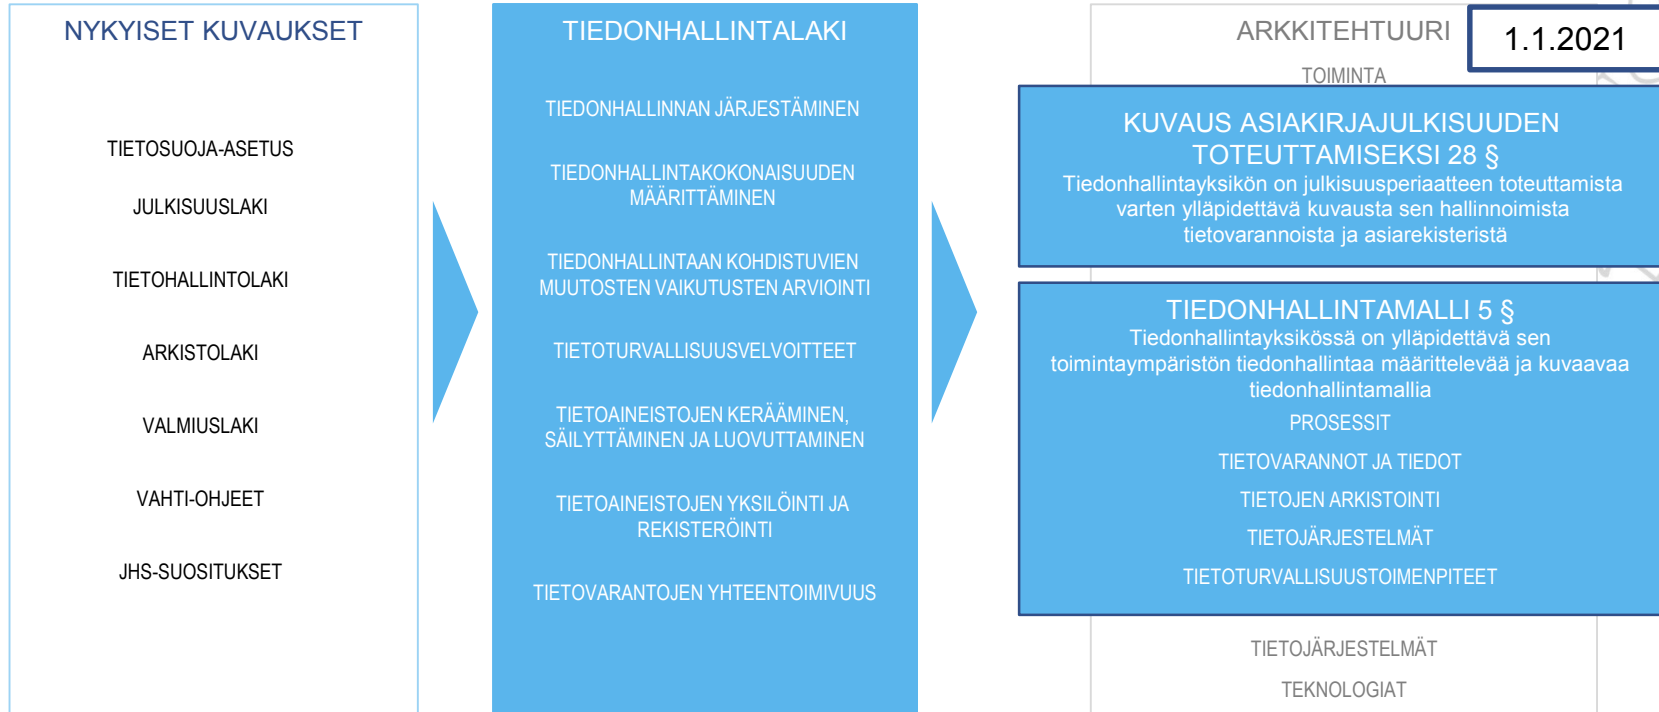 NYKYISET KUVAUKSET
TIETOSUOJA-ASETUS
JULKISUUSLAKI
TIETOHALLINTOLAKI
ARKISTOLAKI
VALMIUSLAKI
VAHTI-OHJEET
JHS-SUOSITUKSET
TIEDONHALLINTALAKI
TIEDONHALLINNAN JÄRJESTÄMINEN
TIEDONHALLINTAKOKONAISUUDEN
MÄÄRITTÄMINEN
TIEDONHALLINTAAN KOHDISTUVIEN
MUUTOSTEN VAIKUTUSTEN ARVIOINTI
TIETOTURVALLISUUSVELVOITTEET
TIETOAINEISTOJEN KERÄÄMINEN,
SÄILYTTÄMINEN JA LUOVUTTAMINEN
TIETOAINEISTOJEN YKSILÖINTI JA
REKISTERÖINTI
TIETOVARANTOJEN YHTEENTOIMIVUUS
ARKKITEHTUURI
1.1.2021
TOIMINTA
KUVAUS ASIAKIRJAJULKISUUDEN
TOTEUTTAMISEKSI 28 §
Tiedonhallintayksikön on julkisuusperiaatteen toteuttamista
varten ylläpidettävä kuvausta sen hallinnoimista
tietovarannoista ja asiarekisteristä
TIEDONHALLINTAMALLI 5 §
Tiedonhallintayksikössä on ylläpidettävä sen
toimintaympäristön tiedonhallintaa määrittelevää ja kuvaavaa
tiedonhallintamallia
PROSESSIT
TIETOVARANNOT JA TIEDOT
TIETOJEN ARKISTOINTI
TIETOJÄRJESTELMÄT
TIETOTURVALLISUUSTOIMENPITEET
TIETOJÄRJESTELMÄT
TEKNOLOGIAT